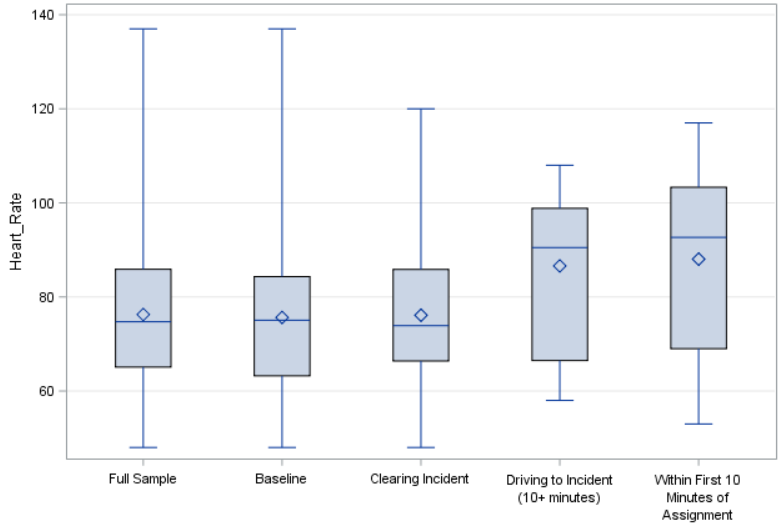 140
120
100
80
60
Heart_Rate
Full Sample
Baseline
Clearing Incident
Driving to Incident
(10+ minutes)
Within First 10
Minutes of
Assignment